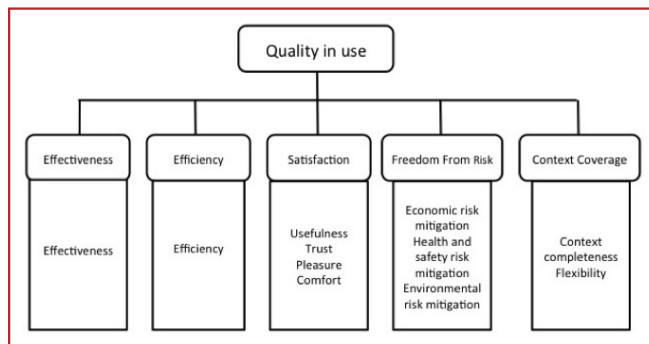 Quality in use
Effectiveness
Efficiency
Satisfaction
Freedom From Risk
Context Coverage
Effectiveness
Efficiency
Usefulness
Trust
Pleasure
Comfort
Economic risk
mitigation
Health and
safety risk
mitigation
Environmental
risk mitigation
Context
completeness
Flexibility